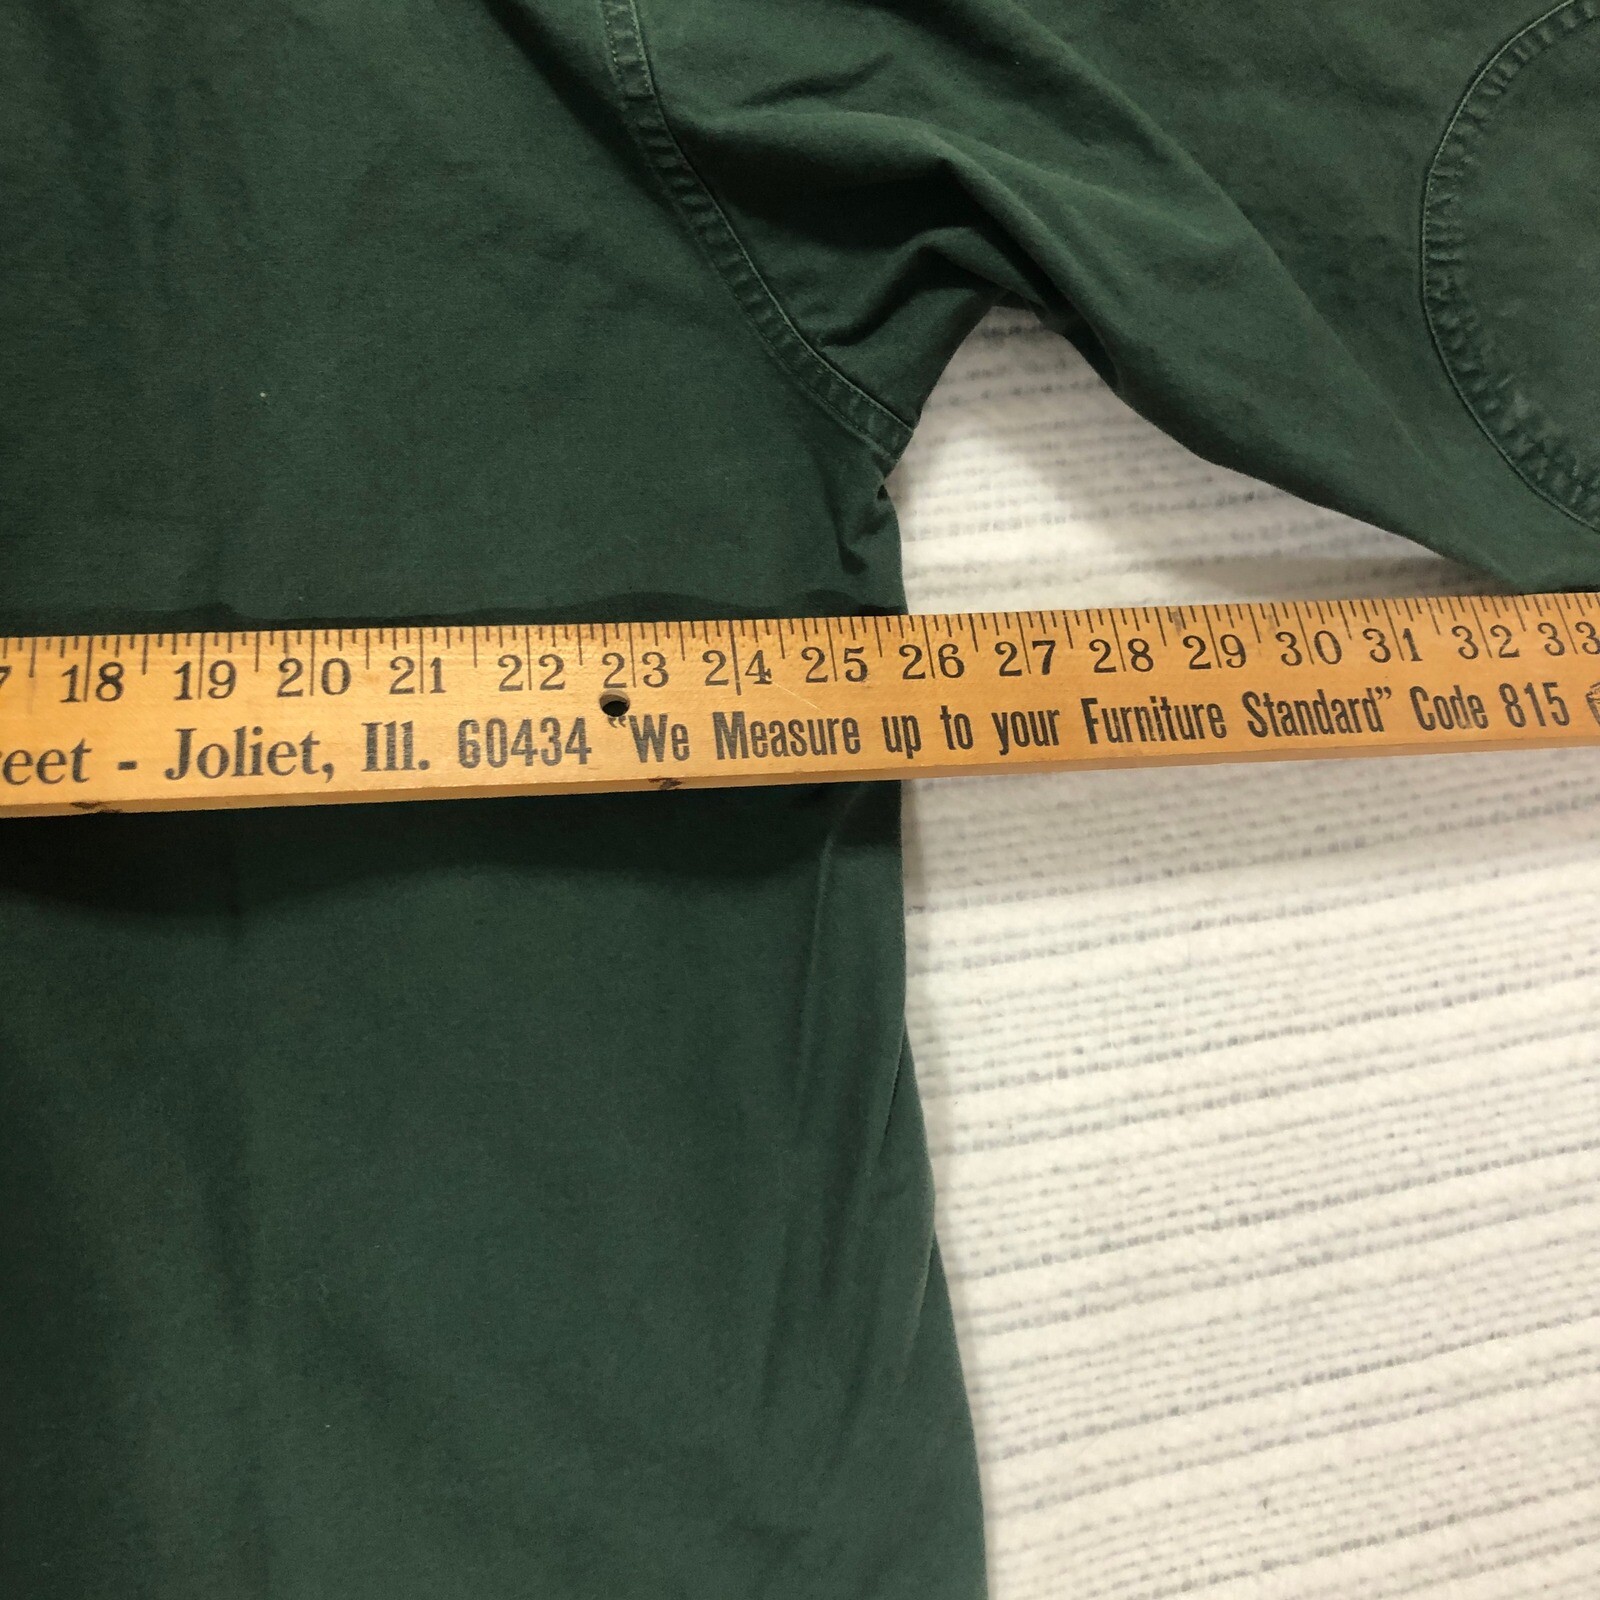 7 18 19 20 21 22 23 24 25 26 27 28 29 30 31 32 33
reet - Joliet, Ill. 60434 "We Measure up to your Furniture Standard" Code 815